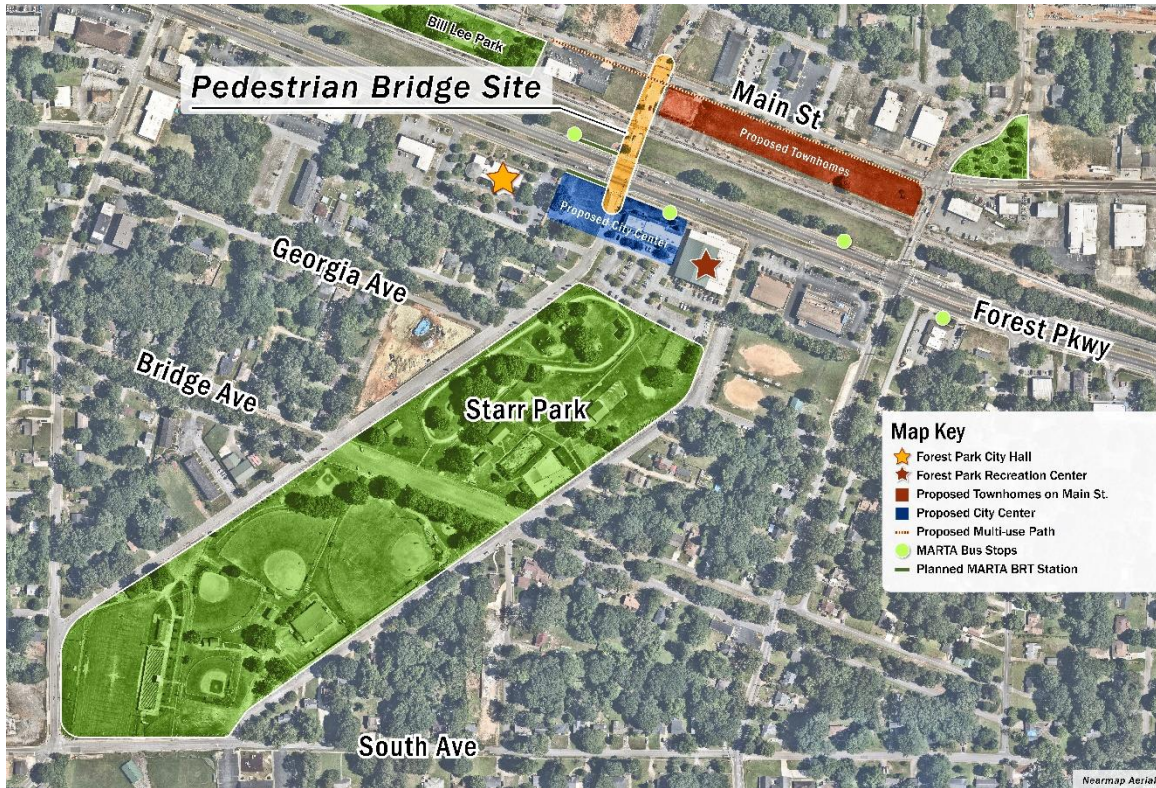 Bill Lee Park
Pedestrian Bridge Site
Main St
Proposed Townhomes
Proposed City Center
Georgia Ave
Forest Pkwy
Bridge Ave
Starr Park
Map Key
Forest Park City Hall
Forest Park Recreation Center
Proposed Townhomes on Main St.
Proposed City Center
Proposed Multi-use Path
MARTA Bus Stops
Planned MARTA BRT Station
South Ave
Nearmap Aerial